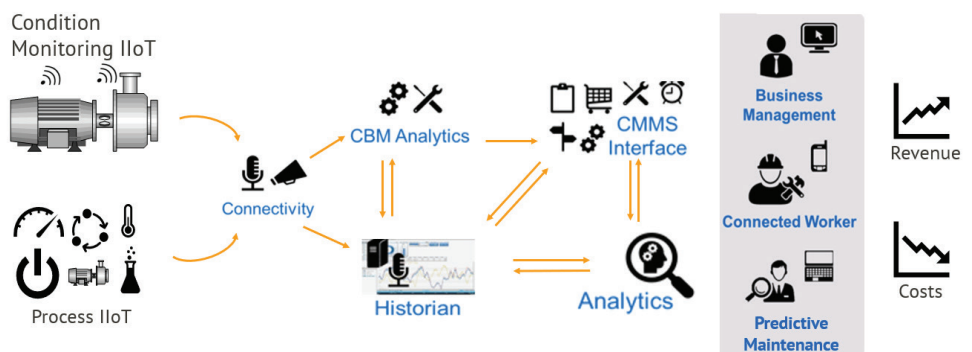 Condition
Monitoring IIoT
CBM Analytics
CMMS
Interface
Connectivity
Historian
Analytics
Process IIoT
Business
Management
Connected Worker
Predictive
Maintenance
Revenue
Costs